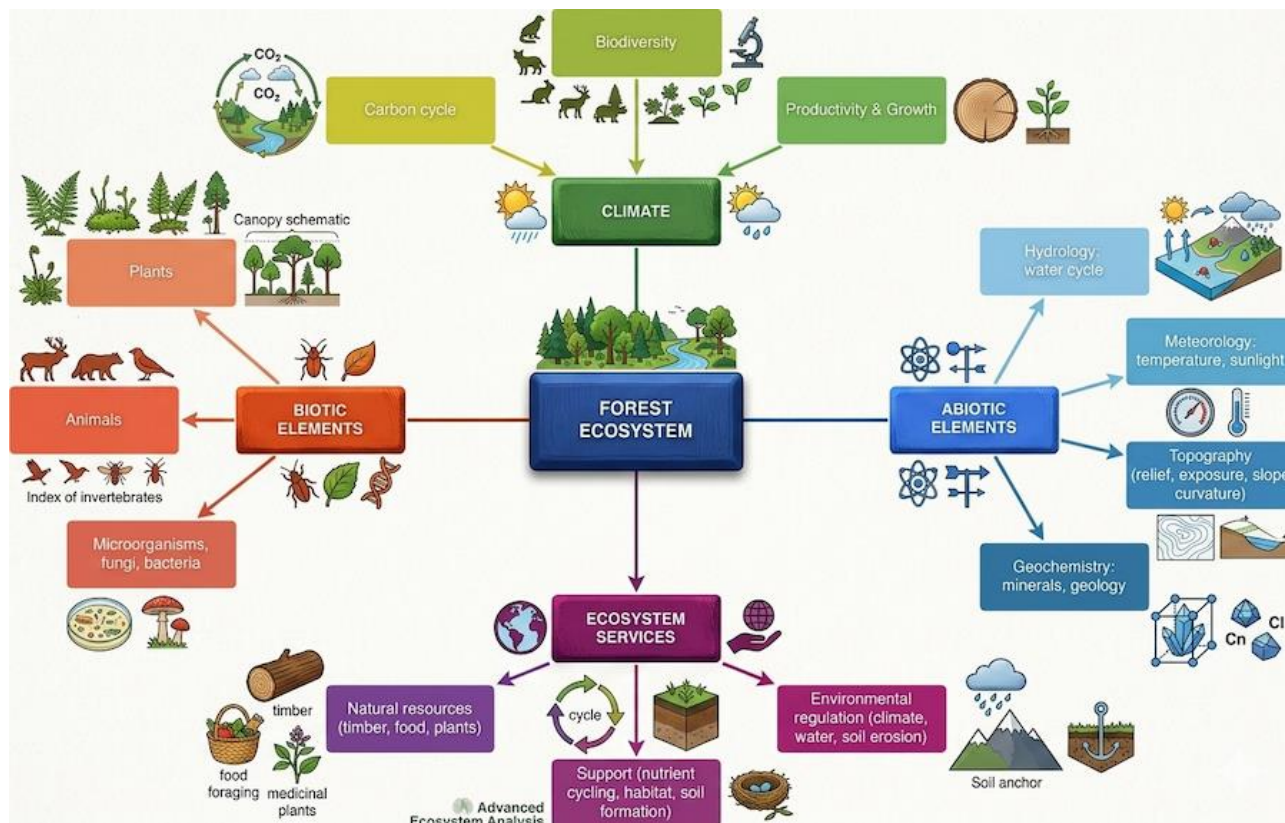 Biodiversity
CO₂
CO₂
Carbon cycle
Productivity & Growth
CLIMATE
Canopy schematic
Plants
Hydrology:
water cycle
Meteorology:
temperature, sunlight
Animals
BIOTIC
ELEMENTS
FOREST
ECOSYSTEM
ABIOTIC
ELEMENTS
Index of invertebrates
Topography
(relief, exposure, slope
curvature)
Microorganisms,
fungi, bacteria
Geochemistry:
minerals, geology
Cn
Cl
ECOSYSTEM
SERVICES
timber
Natural resources
(timber, food, plants)
cycle
Environmental
regulation (climate,
water, soil erosion)
food
foraging
medicinal
plants
Support (nutrient
cycling, habitat, soil
formation)
Soil anchor
Advanced
Ecosystem Analysis